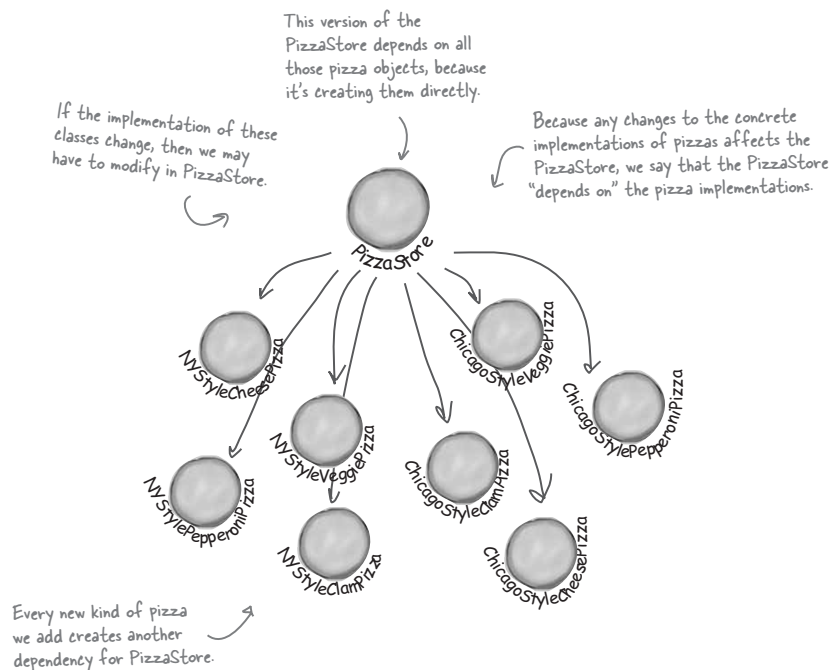 This version of the
PizzaStore depends on all
those pizza objects, because
it's creating them directly.
If the implementation of these
classes change, then we may
have to modify in PizzaStore.
Because any changes to the concrete
implementations of pizzas affects the
PizzaStore, we say that the PizzaStore
“depends on” the pizza implementations.
PizzaStore
NYStyleCheesePizza
ChicagoStyleVeggiePizza
ChicagoStylePepperoniPizza
NYStyleVeggiePizza
ChicagoStyleClamPizza
NYStylePepperoniPizza
NYStyleClamPizza
ChicagoStyleCheesePizza
Every new kind of pizza
we add creates another
dependency for PizzaStore.